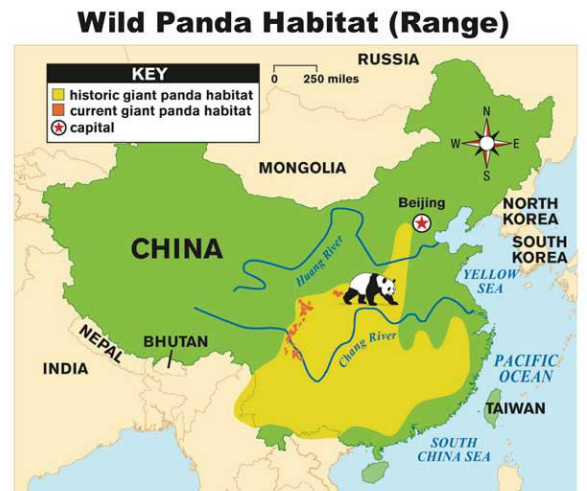 Wild Panda Habitat (Range)
KEY
historic giant panda habitat
current giant panda habitat
capital
0 250 miles
RUSSIA
N
W E
S
MONGOLIA
Beijing
NORTH
KOREA
SOUTH
KOREA
CHINA
Huang River
YELLOW
SEA
Chang River
NEPAL
BHUTAN
INDIA
PACIFIC
OCEAN
TAIWAN
SOUTH
CHINA SEA